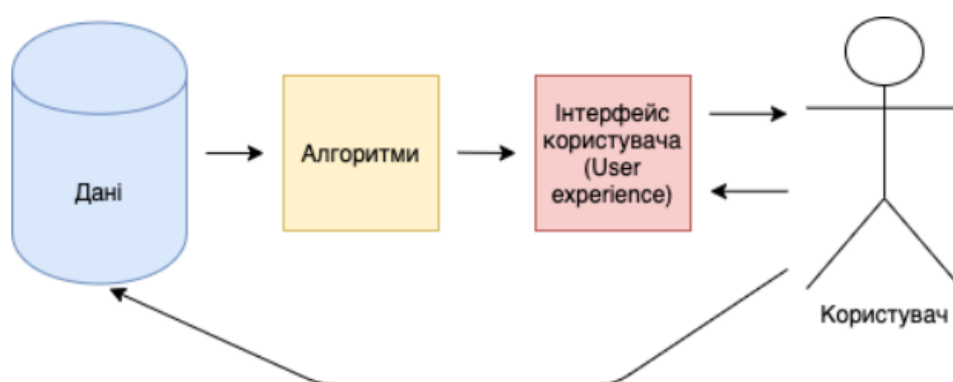 Дані
Алгоритми
Інтерфейс
користувача
(User
experience)
Користувач